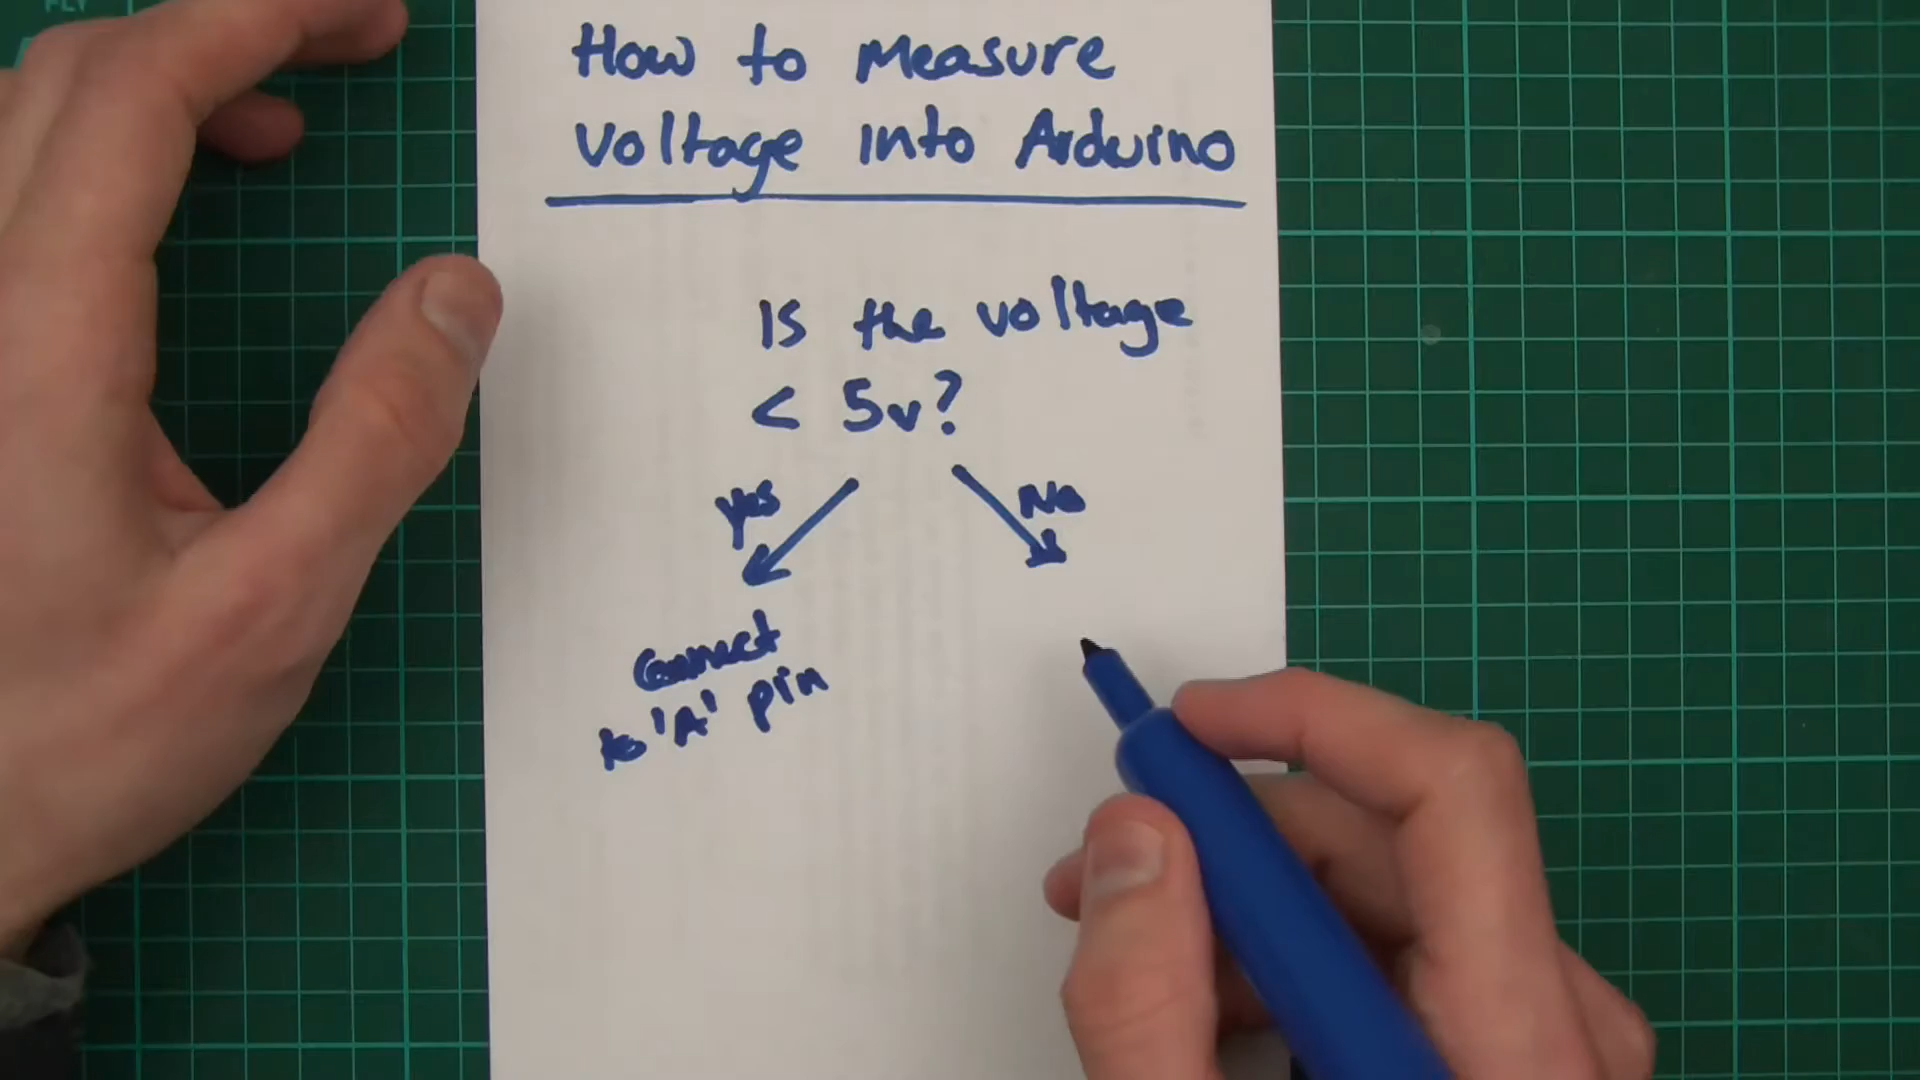 How to Measure
Voltage into Arduino
Is the voltage
< 5v?
yes
No
Connect
to 'A' pin